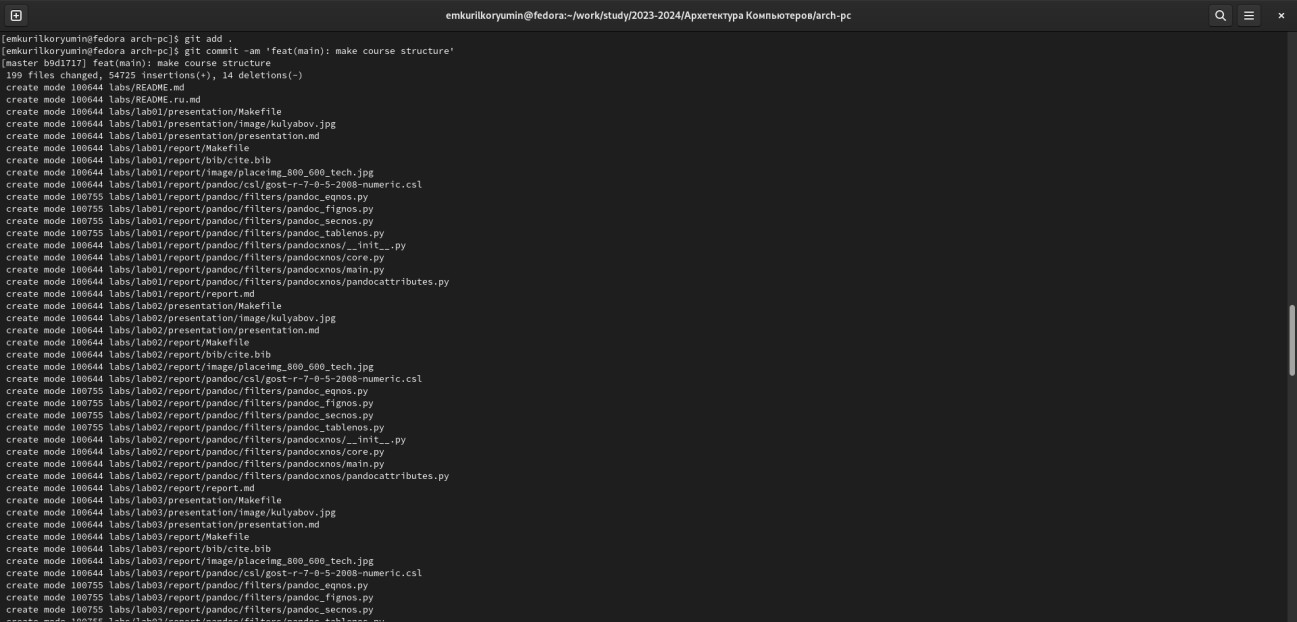 emkurilkoryumin@fedora:~/work/study/2023-2024/Архетектура Компьютеров/arch-pc
[emkurilkoryumin@fedora arch-pc]$ git add .
[emkurilkoryumin@fedora arch-pc]$ git commit -am 'feat(main): make course structure'
[master b9d1717] feat(main): make course structure
199 files changed, 54725 insertions(+), 14 deletions(-)
create mode 100644 labs/README.md
create mode 100644 labs/README.ru.md
create mode 100644 labs/lab01/presentation/Makefile
create mode 100644 labs/lab01/presentation/image/kulyabov.jpg
create mode 100644 labs/lab01/presentation/presentation.md
create mode 100644 labs/lab01/report/Makefile
create mode 100644 labs/lab01/report/bib/cite.bib
create mode 100644 labs/lab01/report/image/placeimg_800_600_tech.jpg
create mode 100644 labs/lab01/report/pandoc/csl/gost-r-7-0-5-2008-numeric.csl
create mode 100755 labs/lab01/report/pandoc/filters/pandoc_eqnos.py
create mode 100755 labs/lab01/report/pandoc/filters/pandoc_fignos.py
create mode 100755 labs/lab01/report/pandoc/filters/pandoc_secnos.py
create mode 100755 labs/lab01/report/pandoc/filters/pandoc_tablenos.py
create mode 100644 labs/lab01/report/pandoc/filters/pandocxnos/__init__.py
create mode 100644 labs/lab01/report/pandoc/filters/pandocxnos/core.py
create mode 100644 labs/lab01/report/pandoc/filters/pandocxnos/main.py
create mode 100644 labs/lab01/report/pandoc/filters/pandocxnos/pandocattributes.py
create mode 100644 labs/lab01/report/report.md
create mode 100644 labs/lab02/presentation/Makefile
create mode 100644 labs/lab02/presentation/image/kulyabov.jpg
create mode 100644 labs/lab02/presentation/presentation.md
create mode 100644 labs/lab02/report/Makefile
create mode 100644 labs/lab02/report/bib/cite.bib
create mode 100644 labs/lab02/report/image/placeimg_800_600_tech.jpg
create mode 100644 labs/lab02/report/pandoc/csl/gost-r-7-0-5-2008-numeric.csl
create mode 100755 labs/lab02/report/pandoc/filters/pandoc_eqnos.py
create mode 100755 labs/lab02/report/pandoc/filters/pandoc_fignos.py
create mode 100755 labs/lab02/report/pandoc/filters/pandoc_secnos.py
create mode 100755 labs/lab02/report/pandoc/filters/pandoc_tablenos.py
create mode 100644 labs/lab02/report/pandoc/filters/pandocxnos/__init__.py
create mode 100644 labs/lab02/report/pandoc/filters/pandocxnos/core.py
create mode 100644 labs/lab02/report/pandoc/filters/pandocxnos/main.py
create mode 100644 labs/lab02/report/pandoc/filters/pandocxnos/pandocattributes.py
create mode 100644 labs/lab02/report/report.md
create mode 100644 labs/lab03/presentation/Makefile
create mode 100644 labs/lab03/presentation/image/kulyabov.jpg
create mode 100644 labs/lab03/presentation/presentation.md
create mode 100644 labs/lab03/report/Makefile
create mode 100644 labs/lab03/report/bib/cite.bib
create mode 100644 labs/lab03/report/image/placeimg_800_600_tech.jpg
create mode 100644 labs/lab03/report/pandoc/csl/gost-r-7-0-5-2008-numeric.csl
create mode 100755 labs/lab03/report/pandoc/filters/pandoc_eqnos.py
create mode 100755 labs/lab03/report/pandoc/filters/pandoc_fignos.py
create mode 100755 labs/lab03/report/pandoc/filters/pandoc_secnos.py